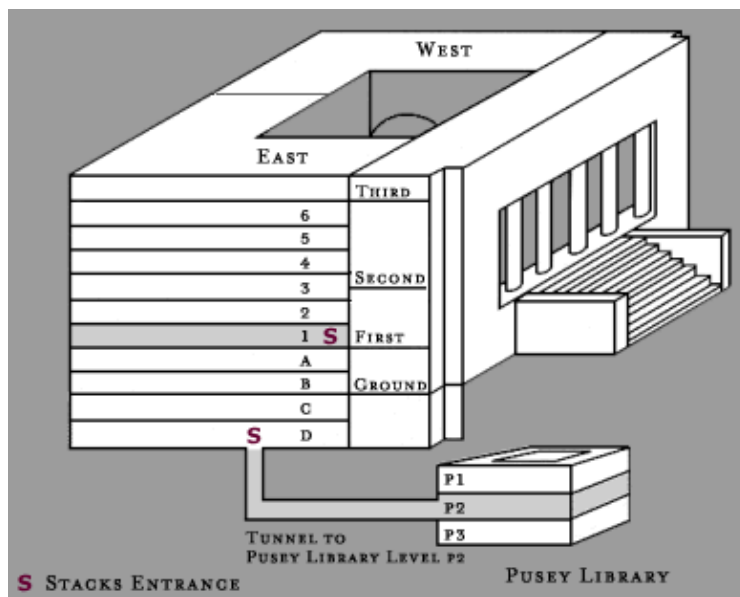 WEST
EAST
THIRD
6
5
4
SECOND
3
2
1 S FIRST
A
B GROUND
C
S D
P1
P2
P3
TUNNEL TO
PUSEY LIBRARY LEVEL P2
S STACKS ENTRANCE
PUSEY LIBRARY